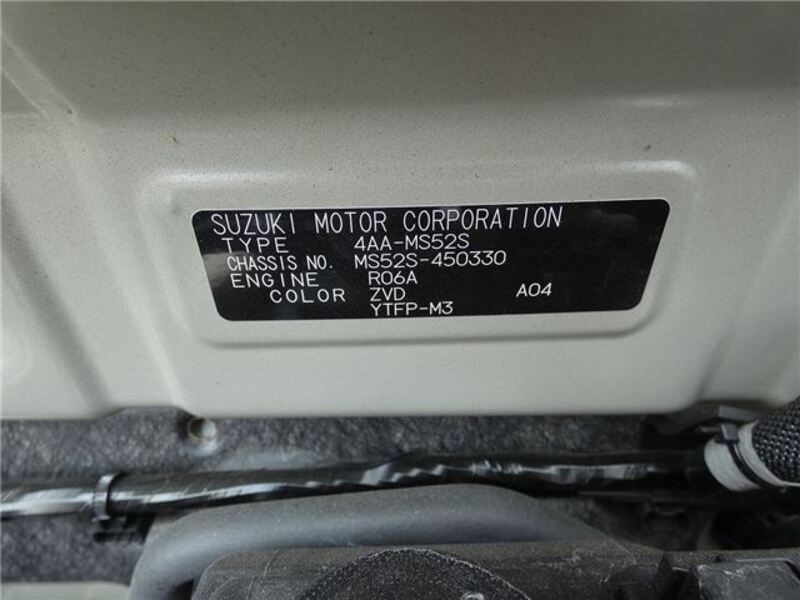 SUZUKI MOTOR CORPORATION
TYPE 4AA-MS52S
CHASSIS NO. MS52S-450330
ENGINE R06A
COLOR ZVD A04
YTFP-M3